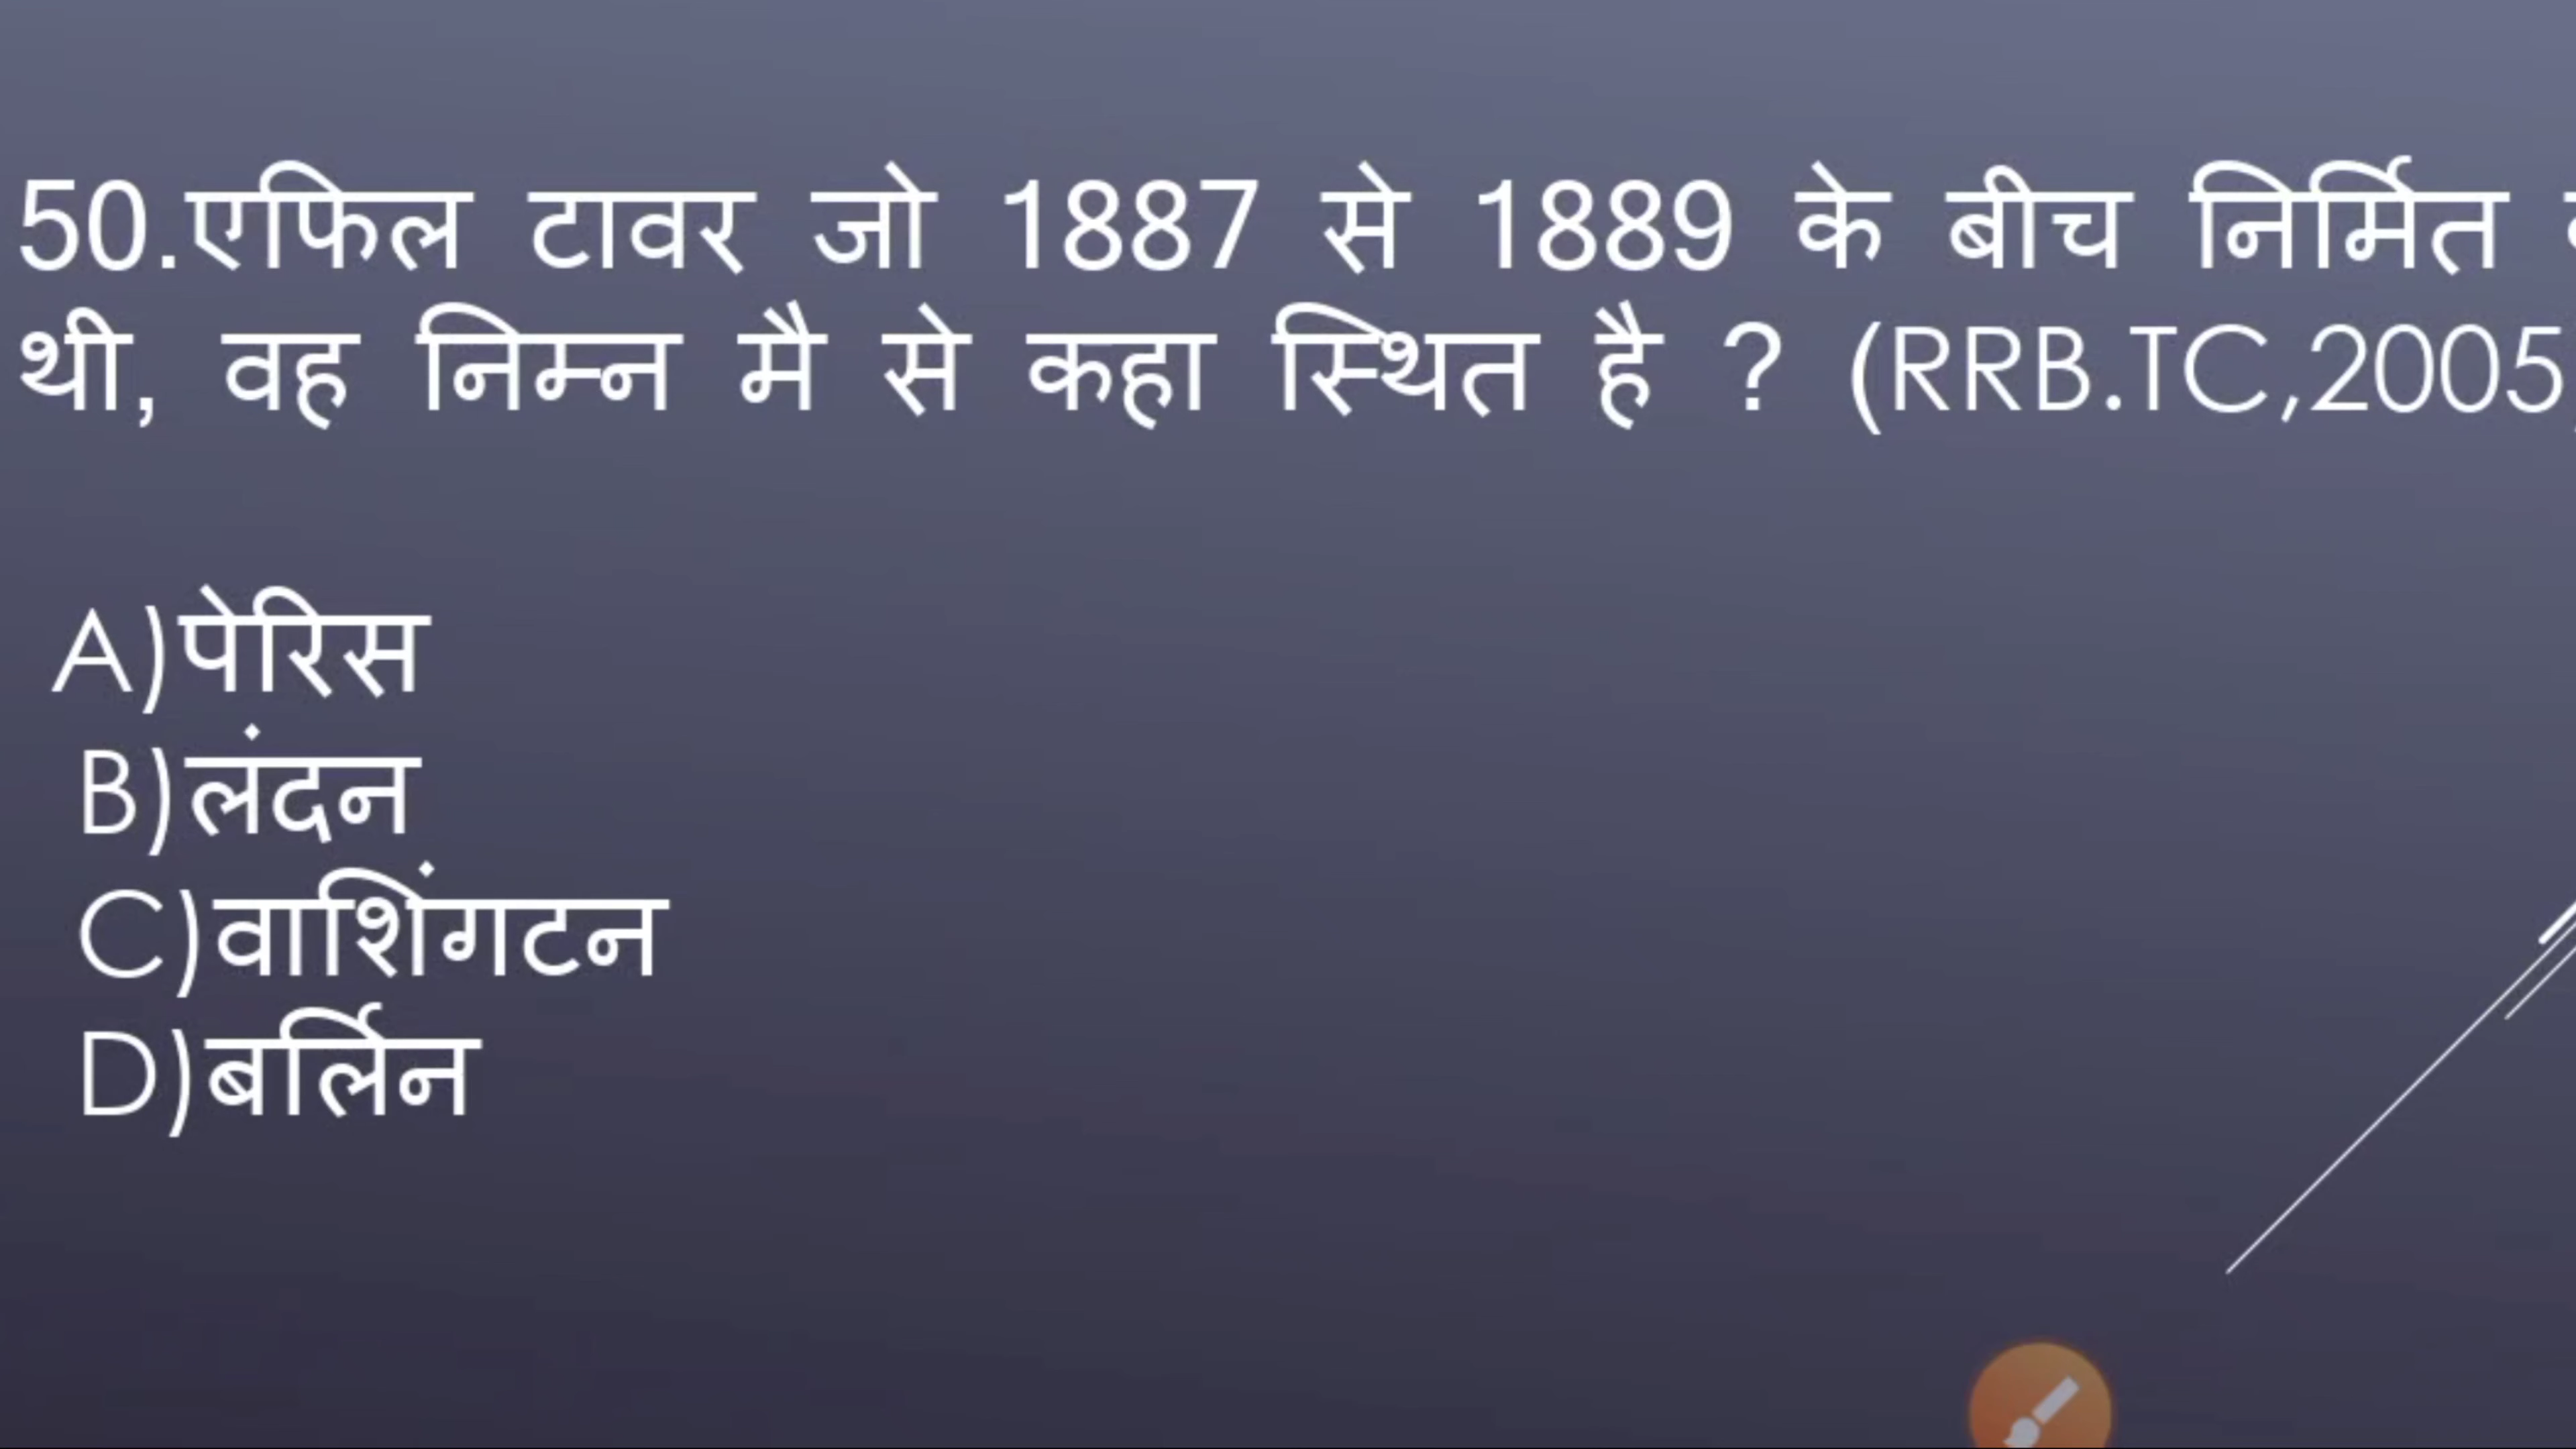 50.एफिल टावर जो 1887 से 1889 के बीच निर्मित
थी, वह निम्न मै से कहा स्थित है ? (RRB.TC,2005
A)पेरिस
B)लंदन
C)वाशिंगटन
D)बर्लिन